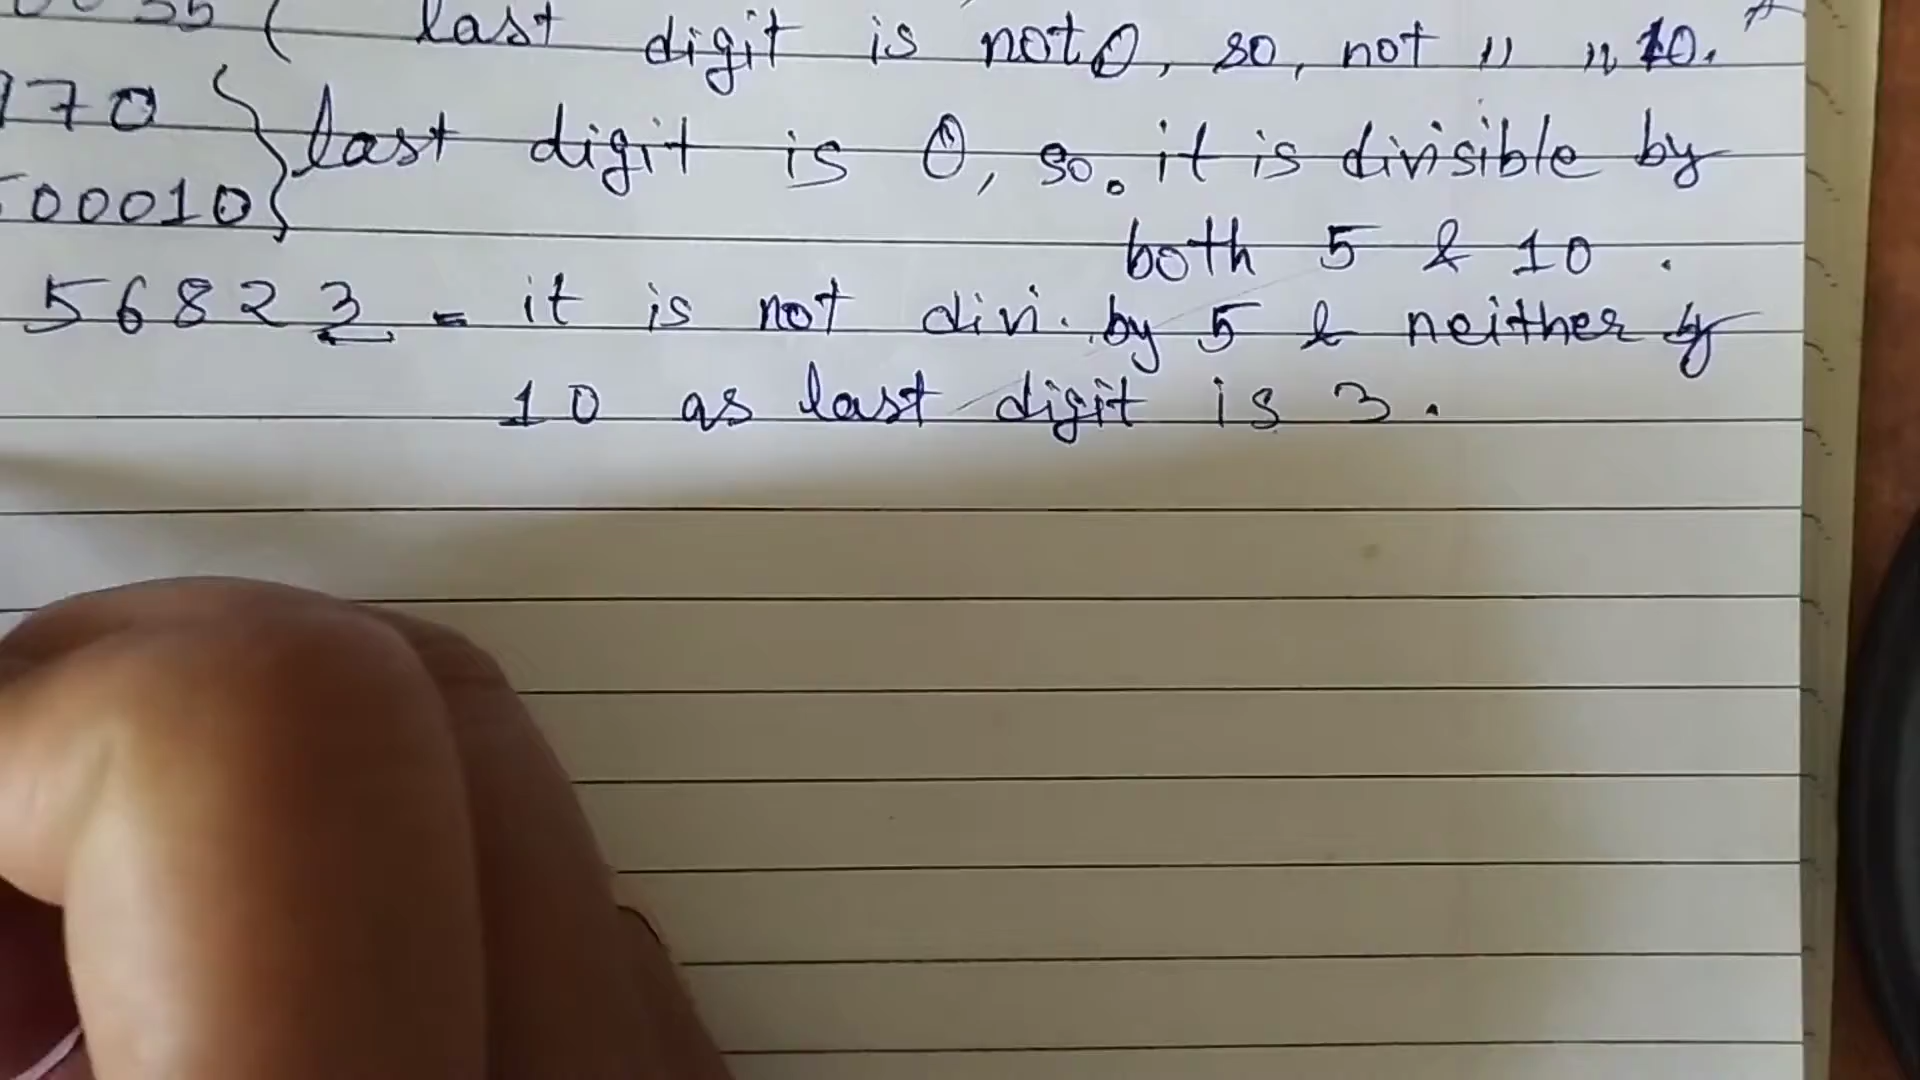 last digit is not 0, so, not " " 10.
170 } last digit is 0, so. it is divisible by
500010 } both 5 & 10.
56823 - it is not divi. by 5 & neither by
10 as last digit is 3.